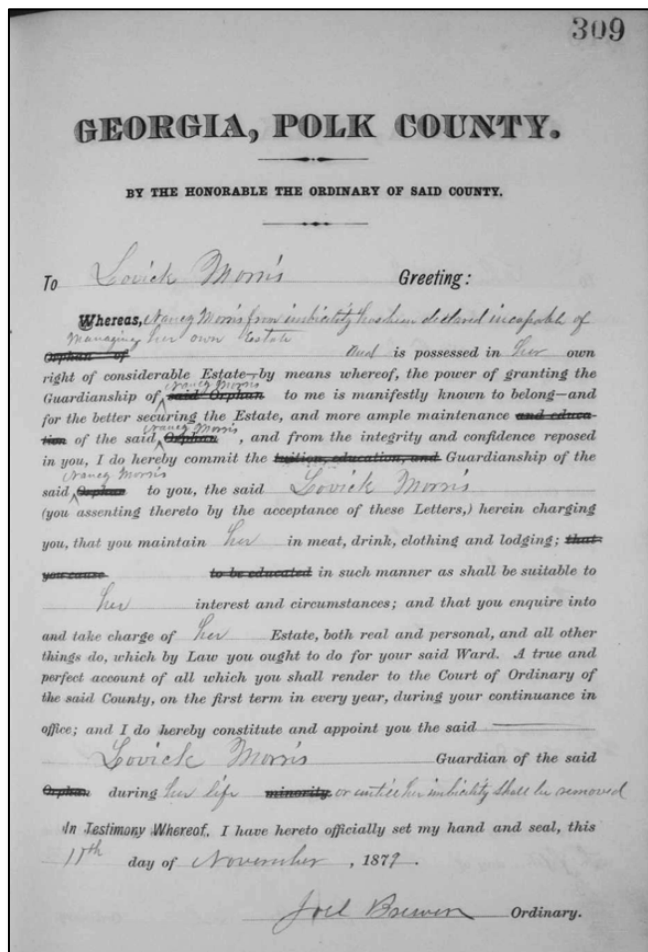 309
GEORGIA, POLK COUNTY.
BY THE HONORABLE THE ORDINARY OF SAID COUNTY.
To Lovick Morris Greeting:
Whereas, Nancy Morris from imbicility has been declared incapable of
Managing her own Estate
Orphan of And is possessed in her own
right of considerable Estate—by means whereof, the power of granting the
Nancy Morris
Guardianship of said Orphan to me is manifestly known to belong—and
for the better securing the Estate, and more ample maintenance and educa-
Nancy Morris
tion of the said Orphan , and from the integrity and confidence reposed
in you, I do hereby commit the tuition, education, and Guardianship of the
Nancy Morris
said Orphan to you, the said Lovick Morris
(you assenting thereto by the acceptance of these Letters,) herein charging
you, that you maintain her in meat, drink, clothing and lodging; that
you cause to be educated in such manner as shall be suitable to
her interest and circumstances; and that you enquire into
and take charge of her Estate, both real and personal, and all other
things do, which by Law you ought to do for your said Ward. A true and
perfect account of all which you shall render to the Court of Ordinary of
the said County, on the first term in every year, during your continuance in
office; and I do hereby constitute and appoint you the said
Lovick Morris Guardian of the said
Orphan during her life minority or untill her imbicility shall be removed
In Testimony Whereof, I have hereto officially set my hand and seal, this
day of November , 1879.
Joel Brewer Ordinary.